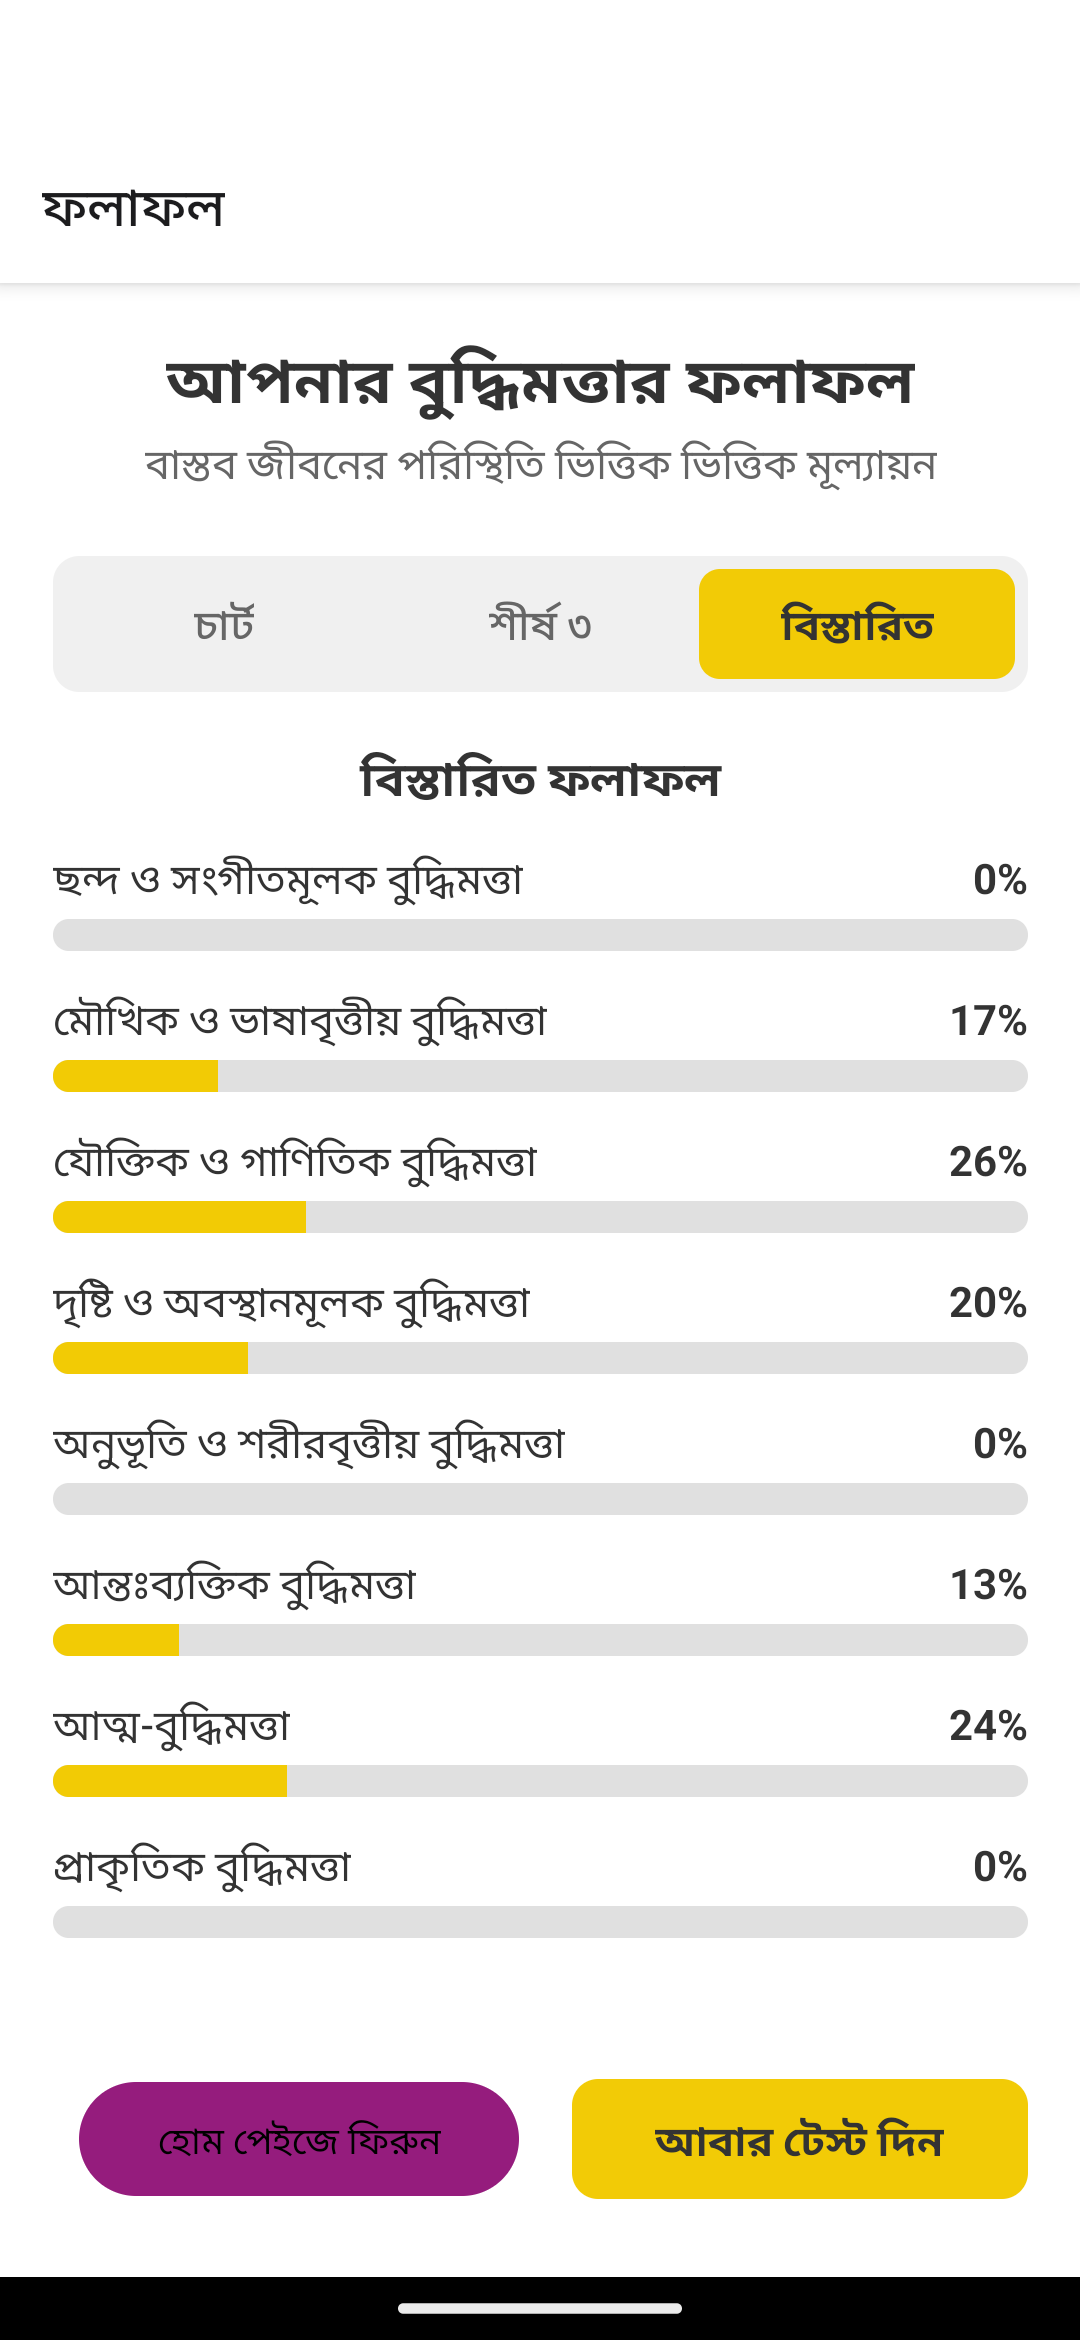 ফলাফল
আপনার বুদ্ধিমত্তার ফলাফল
বাস্তব জীবনের পরিস্থিতি ভিত্তিক ভিত্তিক মূল্যায়ন
চার্ট শীর্ষ ৩ বিস্তারিত
বিস্তারিত ফলাফল
ছন্দ ও সংগীতমূলক বুদ্ধিমত্তা 0%
মৌখিক ও ভাষাবৃত্তীয় বুদ্ধিমত্তা 17%
যৌক্তিক ও গাণিতিক বুদ্ধিমত্তা 26%
দৃষ্টি ও অবস্থানমূলক বুদ্ধিমত্তা 20%
অনুভূতি ও শরীরবৃত্তীয় বুদ্ধিমত্তা 0%
আন্তঃব্যক্তিক বুদ্ধিমত্তা 13%
আত্ম-বুদ্ধিমত্তা 24%
প্রাকৃতিক বুদ্ধিমত্তা 0%
হোম পেইজে ফিরুন আবার টেস্ট দিন